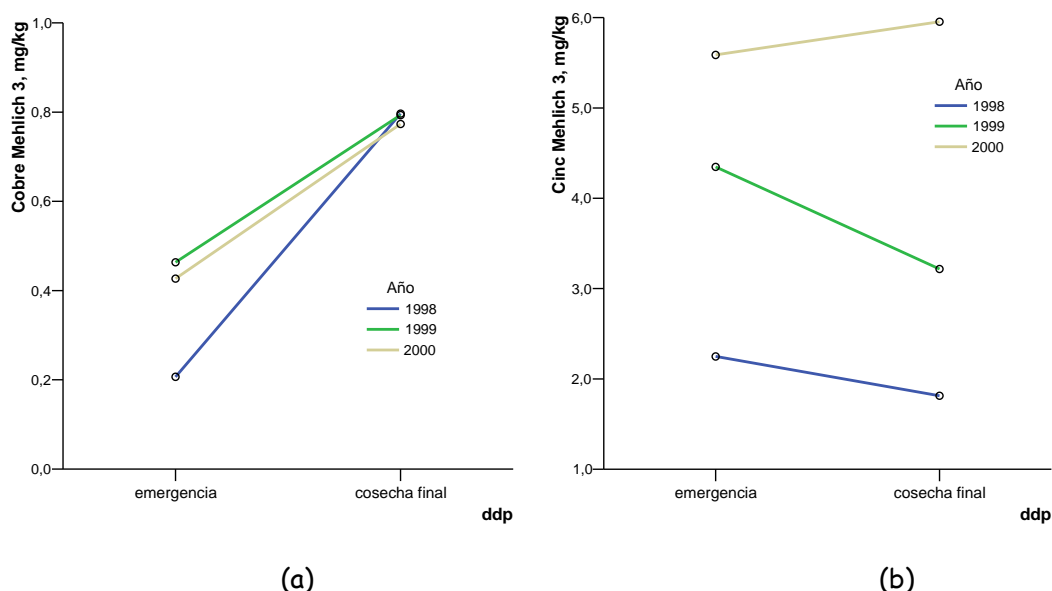 Cobre Mehlich 3, mg/kg
1,0
0,8
0,6
0,4
0,2
0,0
Año
1998
1999
2000
emergencia
cosecha final
ddp
(a)
Cinc Mehlich 3, mg/kg
6,0
5,0
4,0
3,0
2,0
1,0
Año
1998
1999
2000
emergencia
cosecha final
ddp
(b)